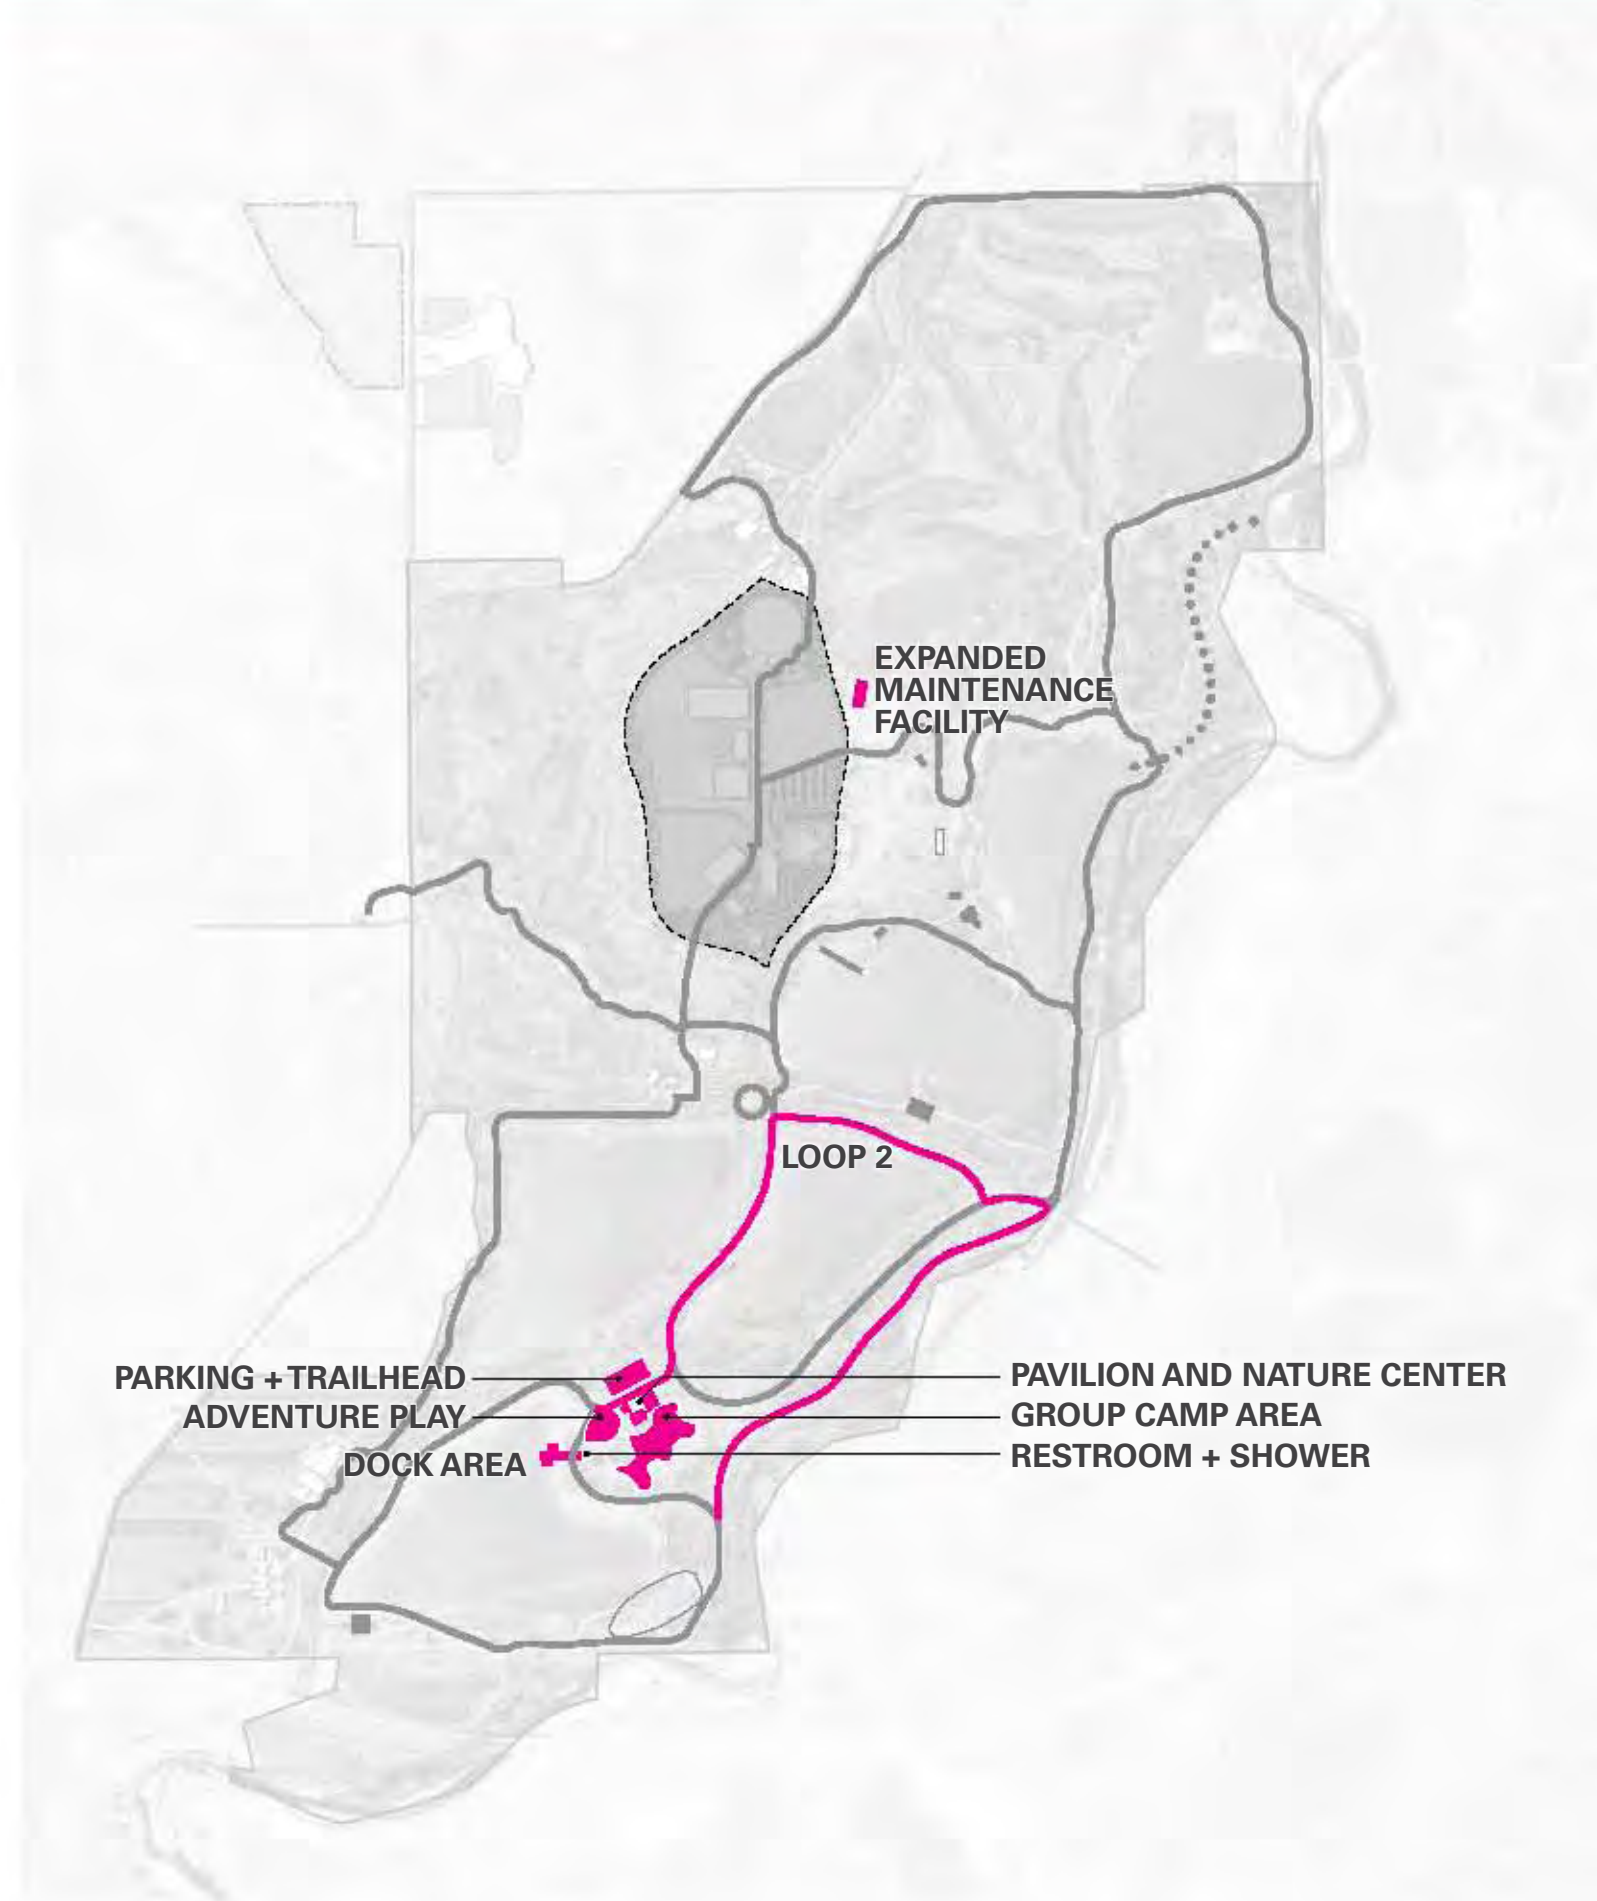 EXPANDED
MAINTENANCE
FACILITY
LOOP 2
PARKING + TRAILHEAD
ADVENTURE PLAY
DOCK AREA
PAVILION AND NATURE CENTER
GROUP CAMP AREA
RESTROOM + SHOWER